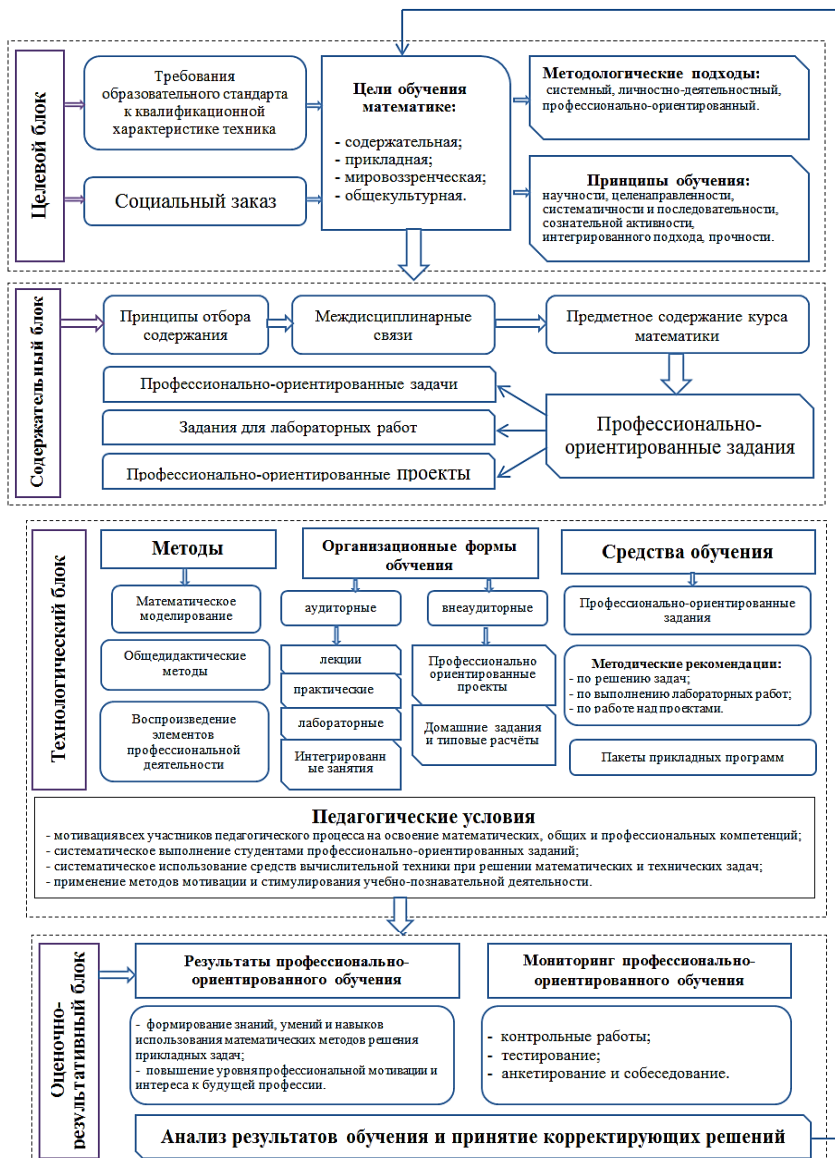 Целевой блок
Требования
образовательного стандарта
к квалификационной
характеристике техника
Социальный заказ
Цели обучения
математике:
- содержательная;
- прикладная;
- мировоззренческая;
- общекультурная.
Методологические подходы:
системный, личностно-деятельностный,
профессионально-ориентированный.
Принципы обучения:
научности, целенаправленности,
систематичности и последовательности,
сознательной активности,
интегрированного подхода, прочности.
Содержательный блок
Принципы отбора
содержания
Междисциплинарные
связи
Предметное содержание курса
математики
Профессионально-ориентированные задачи
Задания для лабораторных работ
Профессионально-ориентированные проекты
Профессионально-
ориентированные задания
Технологический блок
Методы
Математическое
моделирование
Общедидактические
методы
Воспроизведение
элементов
профессиональной
деятельности
Организационные формы
обучения
аудиторные
лекции
практические
лабораторные
Интегрированн
ые занятия
внеаудиторные
Профессионально
ориентированные
проекты
Домашние задания
и типовые расчёты
Средства обучения
Профессионально-ориентированные
задания
Методические рекомендации:
- по решению задач;
- по выполнению лабораторных работ;
- по работе над проектами.
Пакеты прикладных программ
Педагогические условия
- мотивациявсех участников педагогического процесса на освоение математических, общих и профессиональных компетенций;
- систематическое выполнение студентами профессионально-ориентированных заданий;
- систематическое использование средств вычислительной техники при решении математических и технических задач;
- применение методов мотивации и стимулирования учебно-познавательной деятельности.
Оценочно-
результативный блок
Результаты профессионально-
ориентированного обучения
- формирование знаний, умений и навыков
использования математических методов решения
прикладных задач;
- повышение уровня профессиональной мотивации и
интереса к будущей профессии.
Мониторинг профессионально-
ориентированного обучения
- контрольные работы;
- тестирование;
- анкетирование и собеседование.
Анализ результатов обучения и принятие корректирующих решений